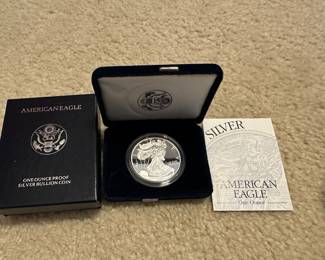 AMERICAN EAGLE
ONE OUNCE PROOF
SILVER BULLION COIN
SILVER
AMERICAN
EAGLE
One Ounce